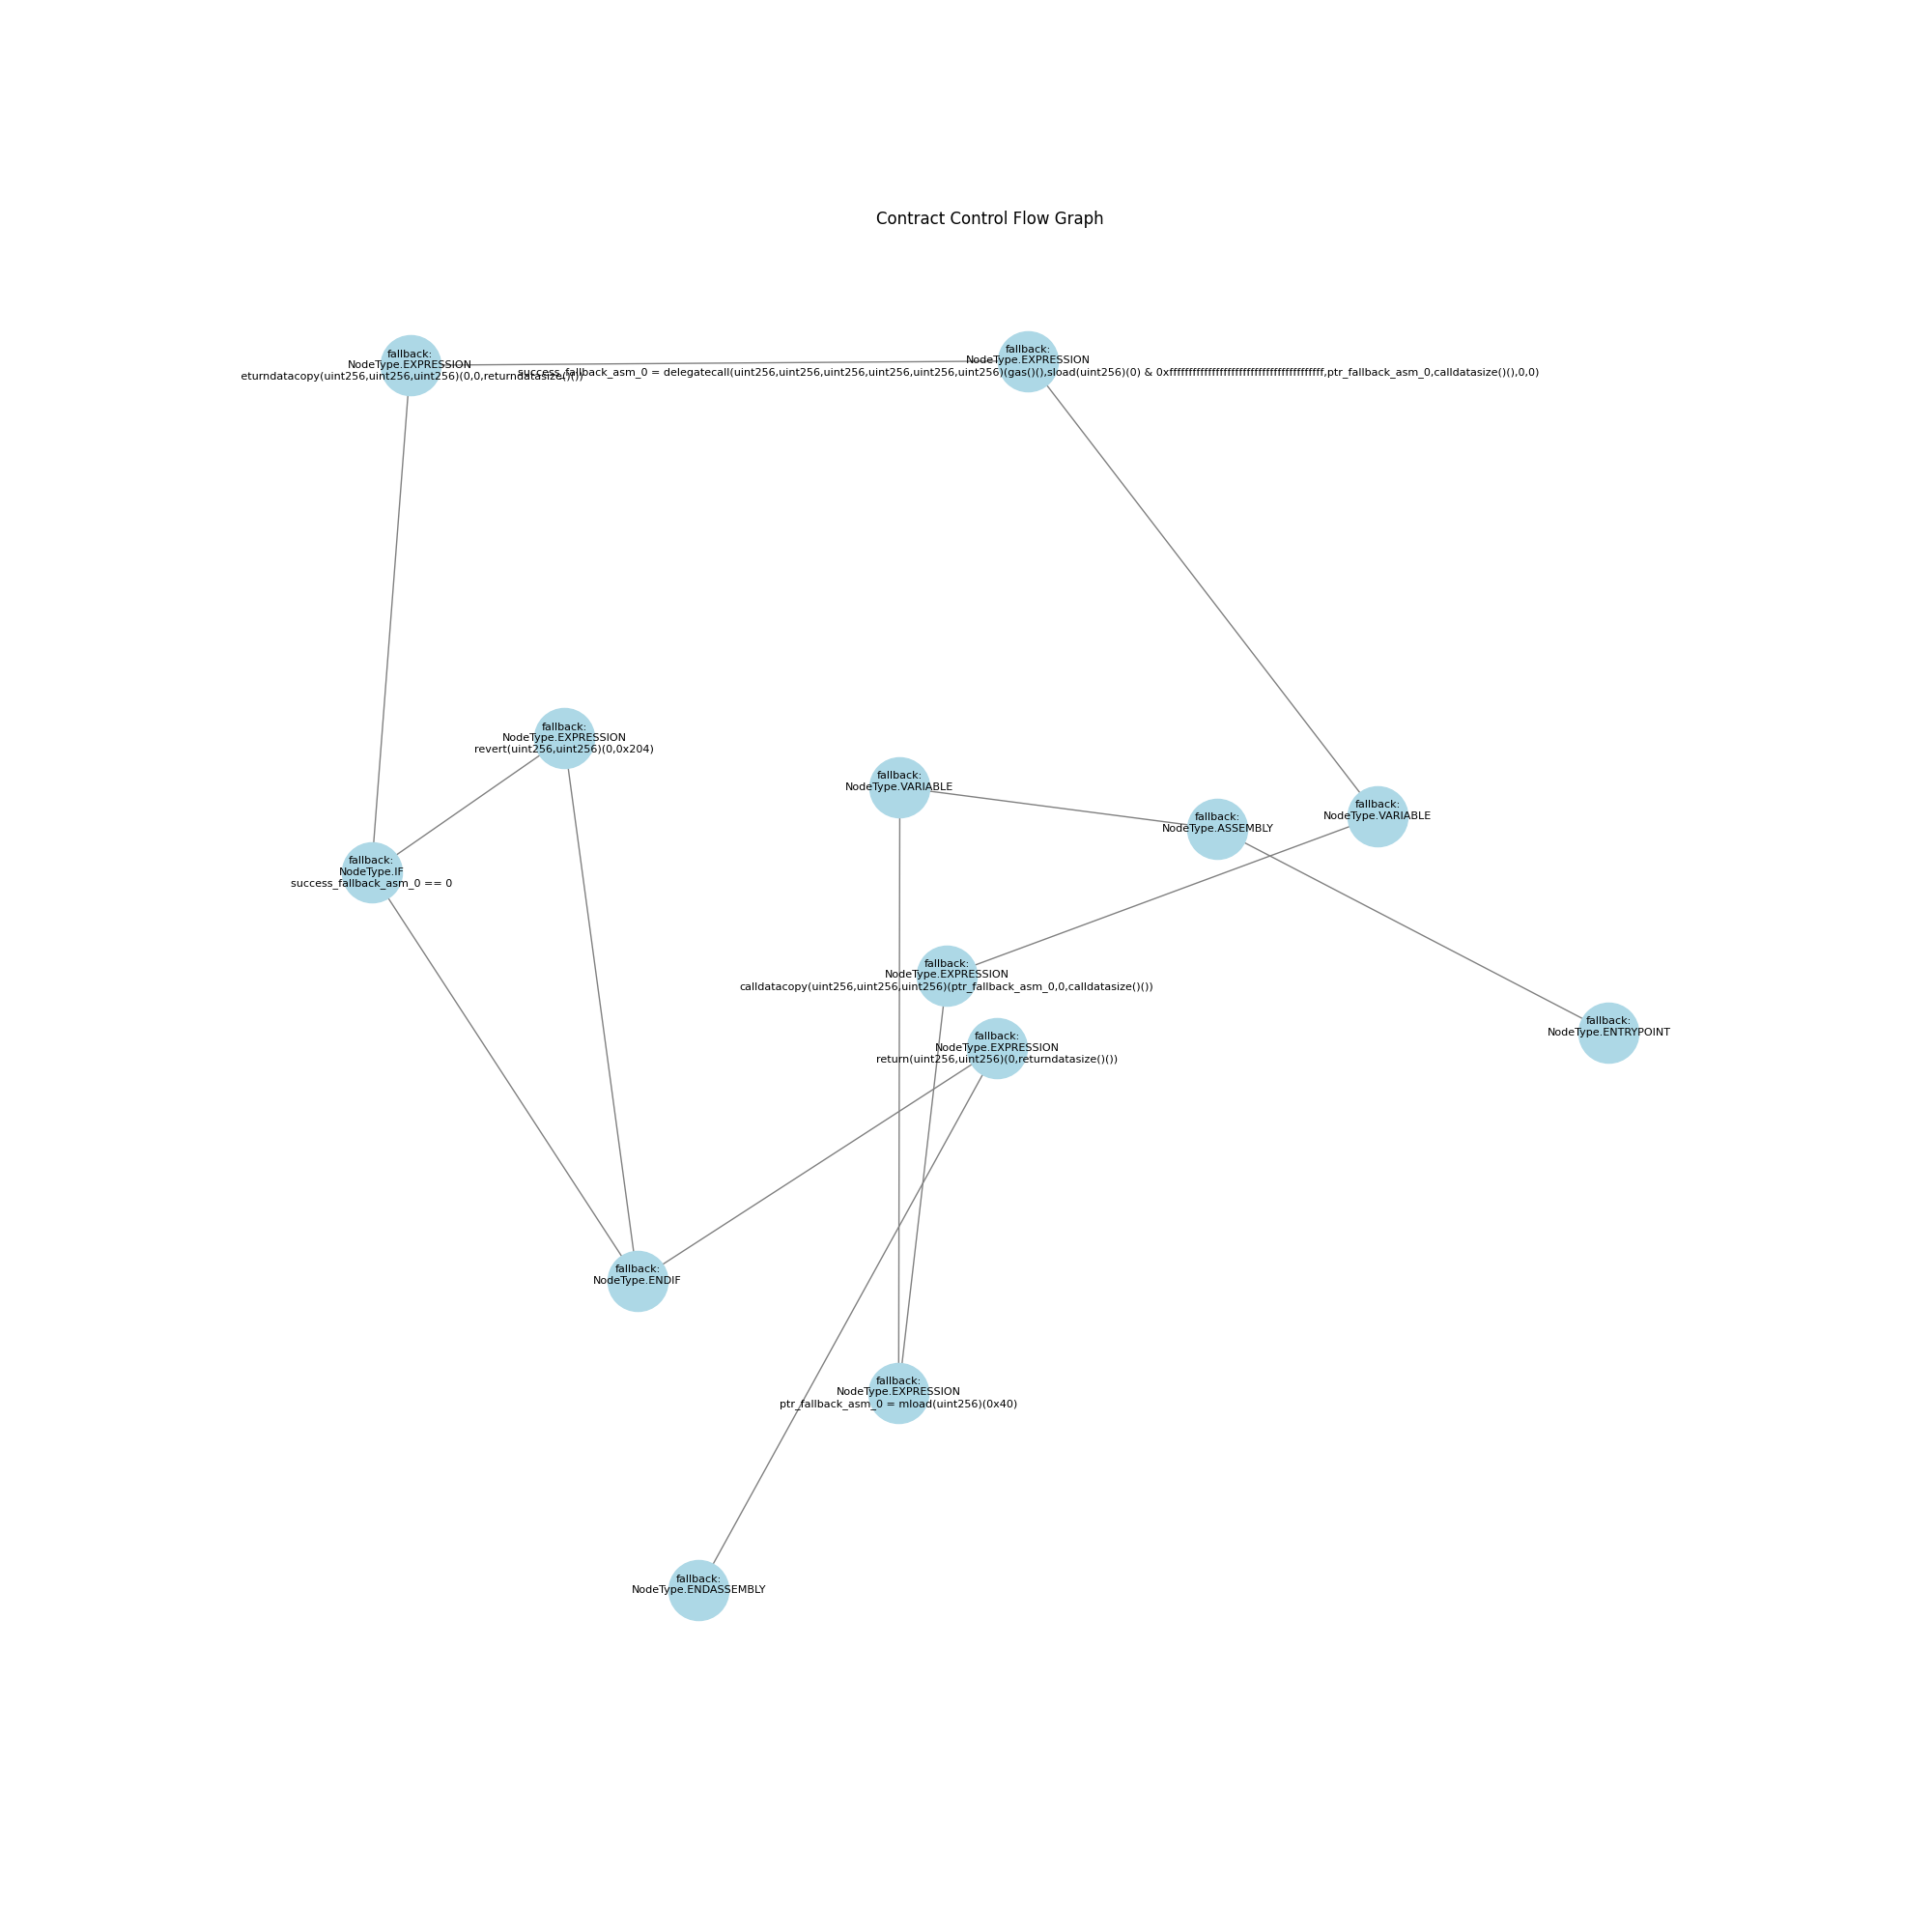 Contract Control Flow Graph
fallback:
NodeType.EXPRESSION
eturndatacopy(uint256,uint256,uint256)(0,0,returndatasize()())
fallback:
NodeType.EXPRESSION
success_fallback_asm_0 = delegatecall(uint256,uint256,uint256,uint256,uint256,uint256)(gas()(),sload(uint256)(0) & 0xffffffffffffffffffffffffffffffffffffffff,ptr_fallback_asm_0,calldatasize()(),0,0)
fallback:
NodeType.EXPRESSION
revert(uint256,uint256)(0,0x204)
fallback:
NodeType.VARIABLE
fallback:
NodeType.VARIABLE
fallback:
NodeType.ASSEMBLY
fallback:
NodeType.IF
success_fallback_asm_0 == 0
fallback:
NodeType.EXPRESSION
calldatacopy(uint256,uint256,uint256)(ptr_fallback_asm_0,0,calldatasize()())
fallback:
NodeType.ENTRYPOINT
fallback:
NodeType.EXPRESSION
return(uint256,uint256)(0,returndatasize()())
fallback:
NodeType.ENDIF
fallback:
NodeType.EXPRESSION
ptr_fallback_asm_0 = mload(uint256)(0x40)
fallback:
NodeType.ENDASSEMBLY